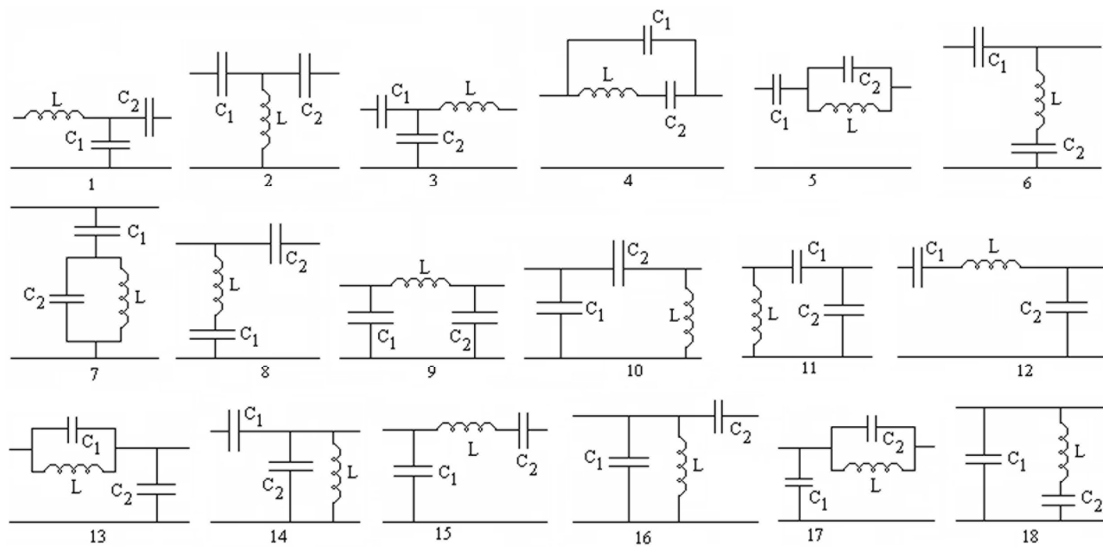 L C2 C1
1
C1 C2 L
2
C1 L C2
3
C1 L C2
4
C1 C2 L
5
C1 L C2
6
C1 C2 L
7
L C2 C1
8
L C1 C2
9
C2 C1 L
10
C1 L C2
11
C1 L C2
12
C1 L C2
13
C1 C2 L
14
L C1 C2
15
C1 L C2
16
C2 L C1
17
C1 L C2
18